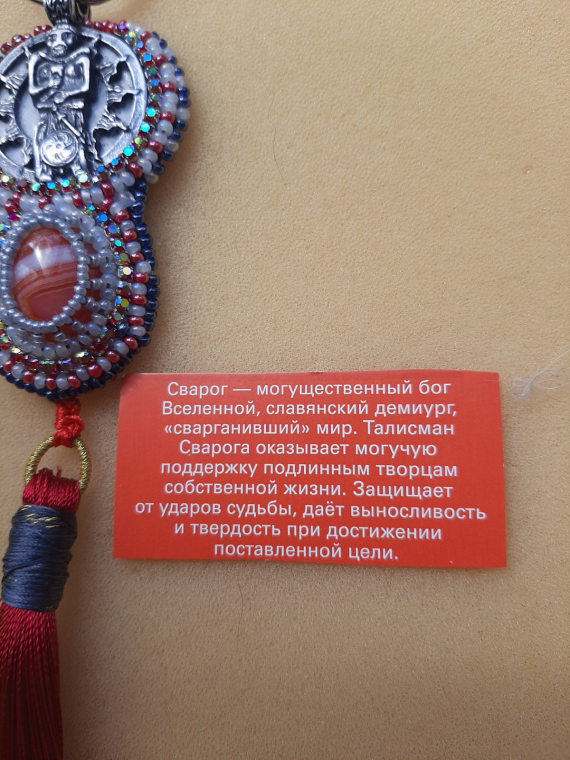 Сварог — могущественный бог
Вселенной, славянский демиург,
«сварганивший» мир. Талисман
Сварога оказывает могучую
поддержку подлинным творцам
собственной жизни. Защищает
от ударов судьбы, даёт выносливость
и твердость при достижении
поставленной цели.